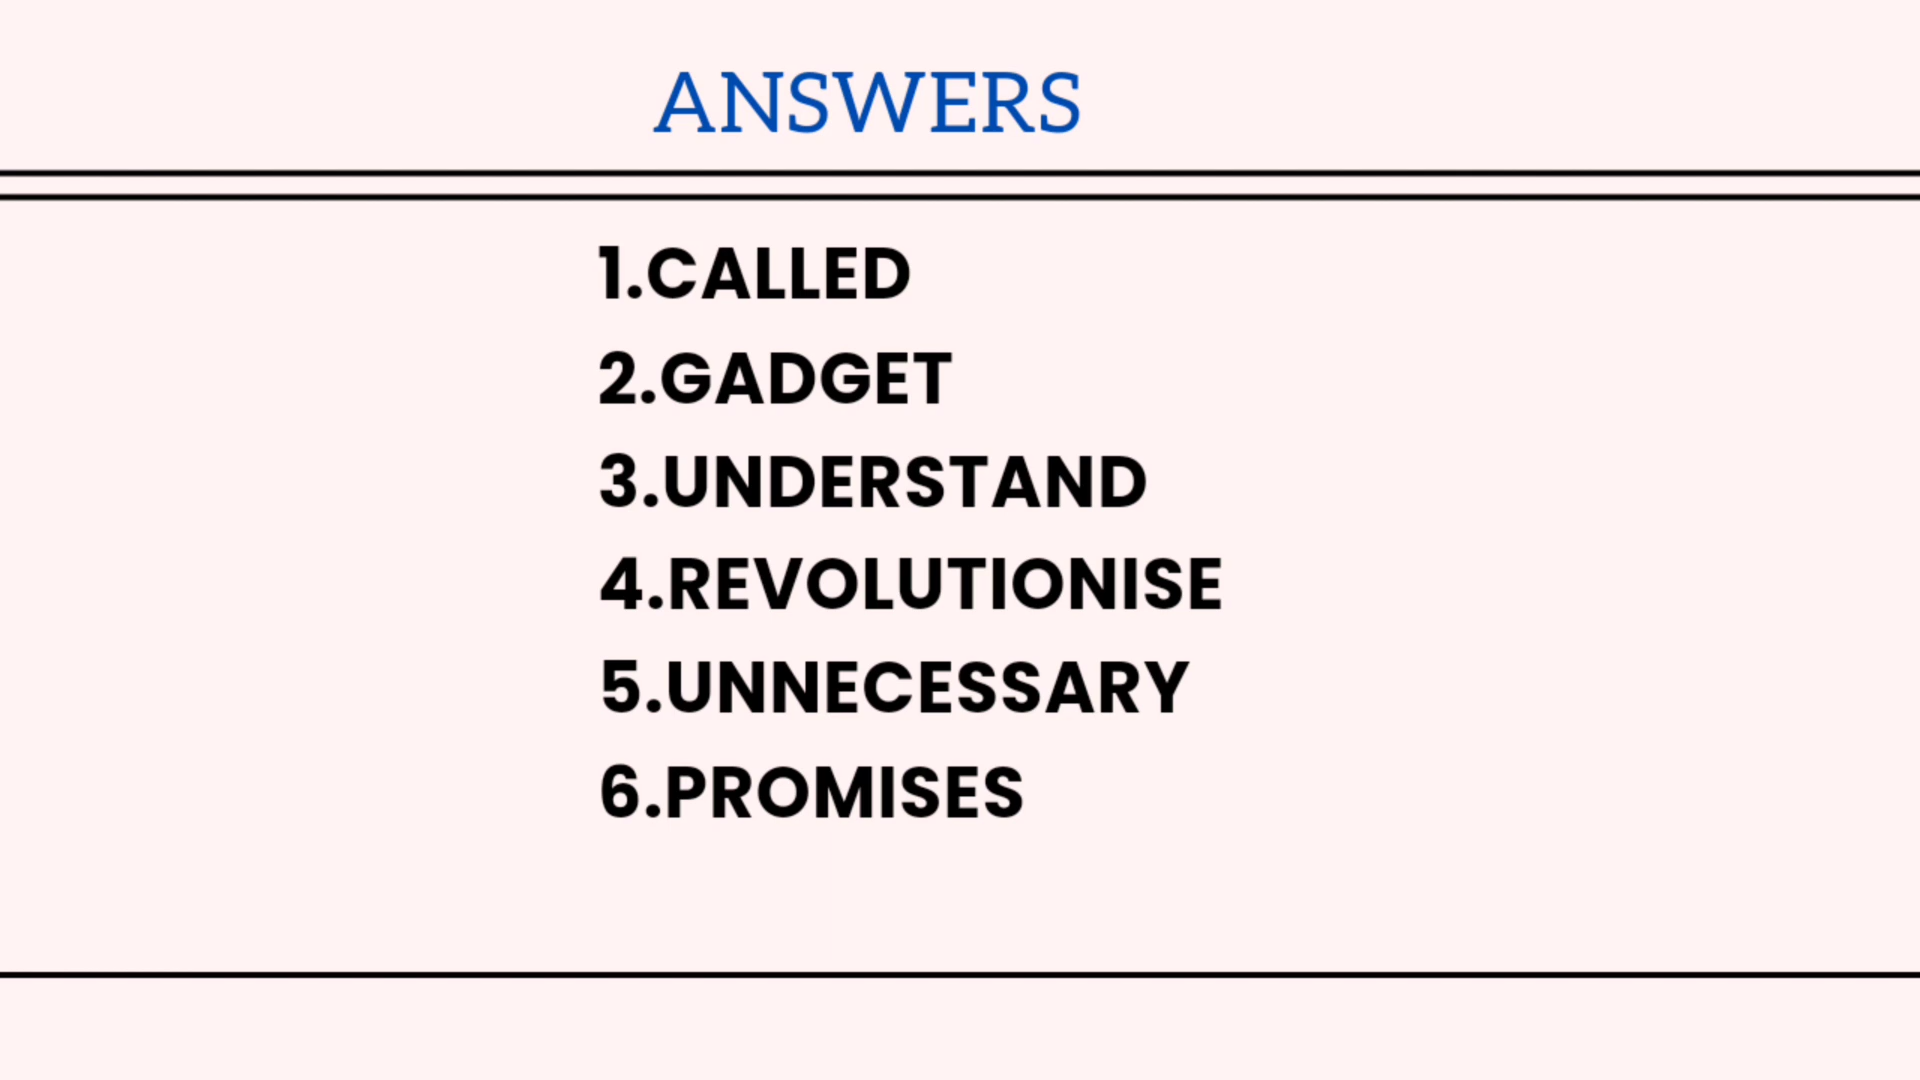 ANSWERS
1.CALLED
2.GADGET
3.UNDERSTAND
4.REVOLUTIONISE
5.UNNECESSARY
6.PROMISES